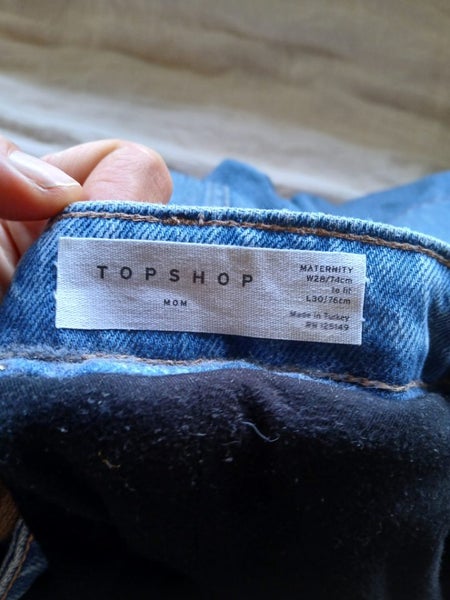 TOPSHOP
MOM
MATERNITY
W28/74cm
to fit
L30/76cm
Made in Turkey
RN 125149